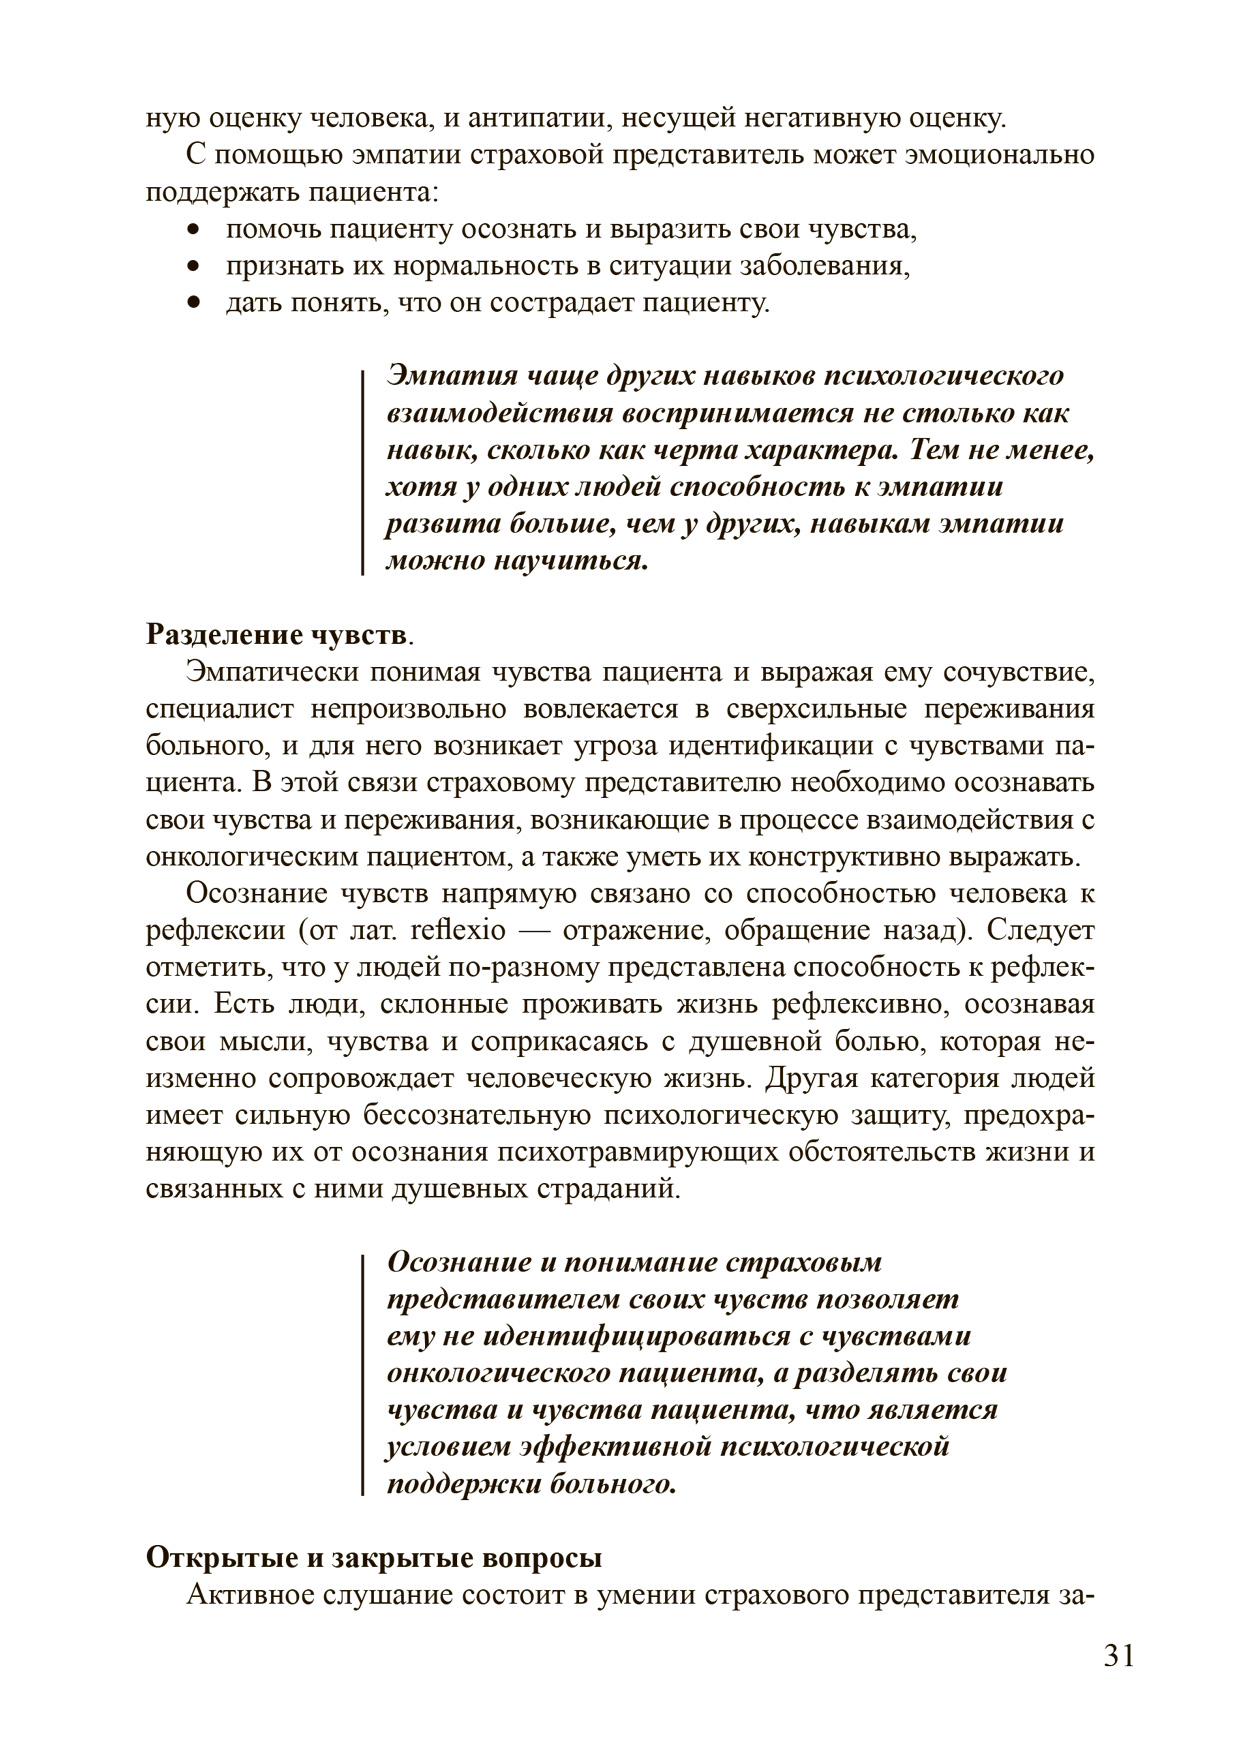 ную оценку человека, и антипатии, несущей негативную оценку.
С помощью эмпатии страховой представитель может эмоционально
поддержать пациента:
• помочь пациенту осознать и выразить свои чувства,
• признать их нормальность в ситуации заболевания,
• дать понять, что он сострадает пациенту.
Эмпатия чаще других навыков психологического
взаимодействия воспринимается не столько как
навык, сколько как черта характера. Тем не менее,
хотя у одних людей способность к эмпатии
развита больше, чем у других, навыкам эмпатии
можно научиться.
Разделение чувств.
Эмпатически понимая чувства пациента и выражая ему сочувствие,
специалист непроизвольно вовлекается в сверхсильные переживания
больного, и для него возникает угроза идентификации с чувствами па-
циента. В этой связи страховому представителю необходимо осознавать
свои чувства и переживания, возникающие в процессе взаимодействия с
онкологическим пациентом, а также уметь их конструктивно выражать.
Осознание чувств напрямую связано со способностью человека к
рефлексии (от лат. reflexio — отражение, обращение назад). Следует
отметить, что у людей по-разному представлена способность к рефлек-
сии. Есть люди, склонные проживать жизнь рефлексивно, осознавая
свои мысли, чувства и соприкасаясь с душевной болью, которая не-
изменно сопровождает человеческую жизнь. Другая категория людей
имеет сильную бессознательную психологическую защиту, предохра-
няющую их от осознания психотравмирующих обстоятельств жизни и
связанных с ними душевных страданий.
Осознание и понимание страховым
представителем своих чувств позволяет
ему не идентифицироваться с чувствами
онкологического пациента, а разделять свои
чувства и чувства пациента, что является
условием эффективной психологической
поддержки больного.
Открытые и закрытые вопросы
Активное слушание состоит в умении страхового представителя за-
31